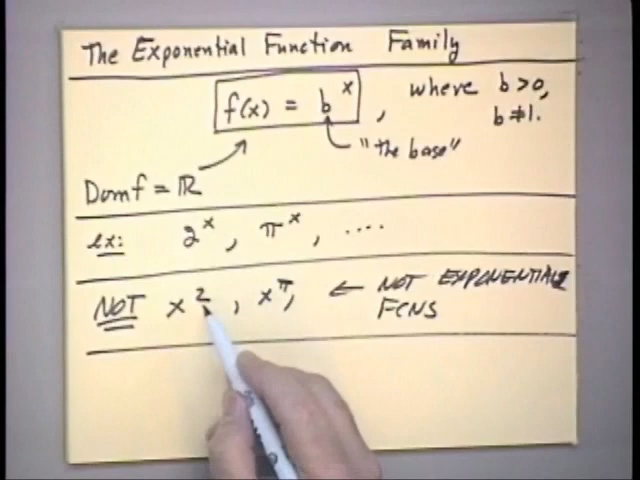 The Exponential Function Family
f(x) = b^x , where b>0,
b≠1.
"the base"
Dom f = ℝ
ex: 2^x , π^x , ....
NOT x^2 , x^π, ← NOT EXPONENTIAL
FCNS